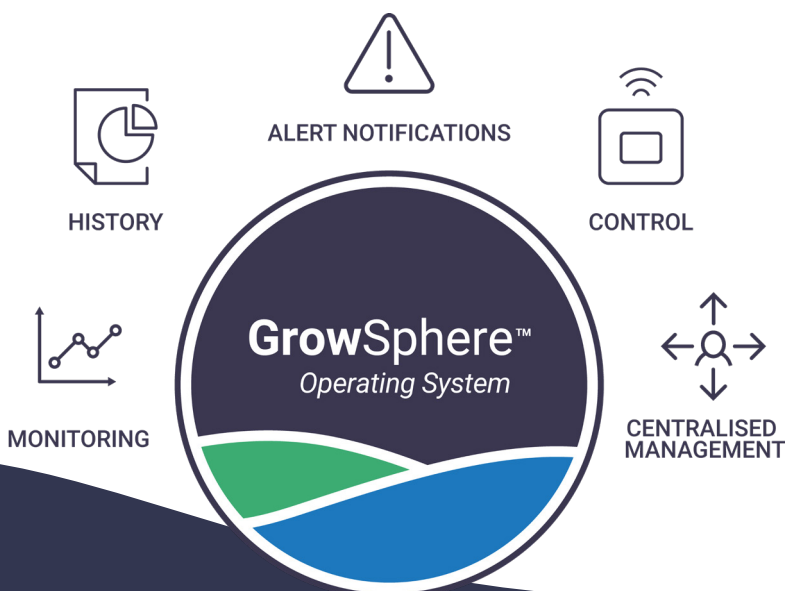 ALERT NOTIFICATIONS
HISTORY
CONTROL
GrowSphere™
Operating System
MONITORING
CENTRALISED
MANAGEMENT